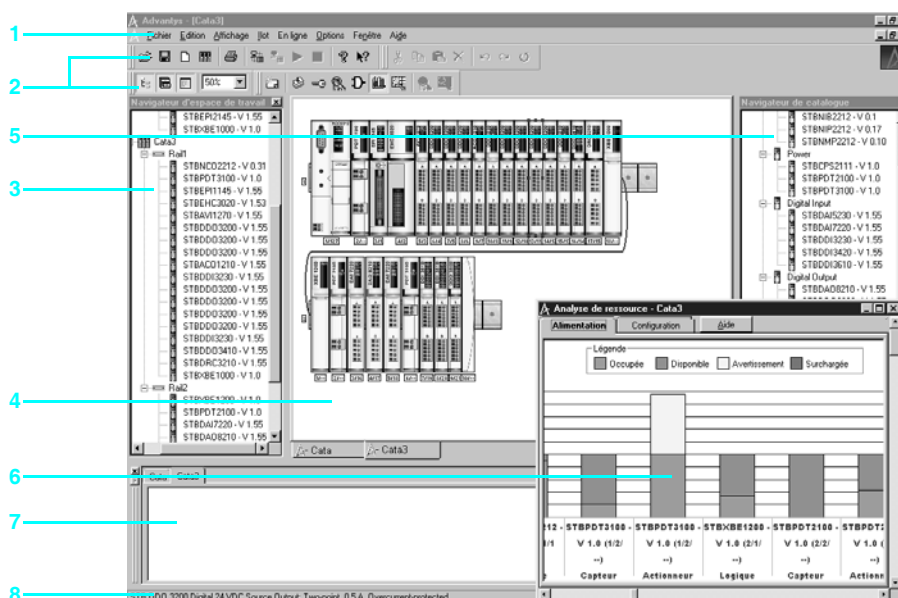 Advantys - [Cata3]
1
Fichier Edition Affichage Ilot En ligne Options Fenêtre Aide
2
50%
Navigateur d'espace de travail
STBEPI2145 - V 1.55
STBXBE1000 - V 1.0
Cata3
Rail1
3
STBNCO2212 - V 0.31
STBPDT3100 - V 1.0
STBEPI1145 - V 1.55
STBEHC3020 - V 1.53
STBAVI1270 - V 1.55
STBDDO3200 - V 1.55
STBDDO3200 - V 1.55
STBDDO3200 - V 1.55
STBACO1210 - V 1.55
STBDDI3230 - V 1.55
STBDDO3200 - V 1.55
STBDDO3200 - V 1.55
STBDDO3200 - V 1.55
STBDDO3200 - V 1.55
STBDDI3230 - V 1.55
STBDDO3410 - V 1.55
STBDRC3210 - V 1.55
STBXBE1000 - V 1.0
Rail2
STBXBE1200 - V 1.0
4
STBPDT2100 - V 1.0
STBDAI7220 - V 1.55
STBDAO8210 - V 1.55
Cata
Cata3
Navigateur de catalogue
5
STBNIB2212 - V 0.1
STBNIP2212 - V 0.17
STBNMP2212 - V 0.10
Power
STBCPS2111 - V 1.0
STBPDT2100 - V 1.0
STBPDT3100 - V 1.0
Digital Input
STBDAI5230 - V 1.55
STBDAI7220 - V 1.55
STBDDI3230 - V 1.55
STBDDI3420 - V 1.55
STBDDI3610 - V 1.55
Digital Output
STBDAO8210 - V 1.55
Analyse de ressource - Cata3
Alimentation
Configuration
Aide
Légende
Occupée Disponible Avertissement Surchargée
6
Cata
Cata3
7
STBPDT3100 - STBPDT3100 - STBXBE1200 - STBPDT2100 -
V 1.0 (1/2/ V 1.0 (1/2/ V 1.0 (2/1/ V 1.0 (2/2/
--) --) --) --)
Capteur Actionneur Logique Capteur
8
STBDDO 3200 Digital 24 VDC Source Output; Two-point, 0.5 A, Overcurrent-protected